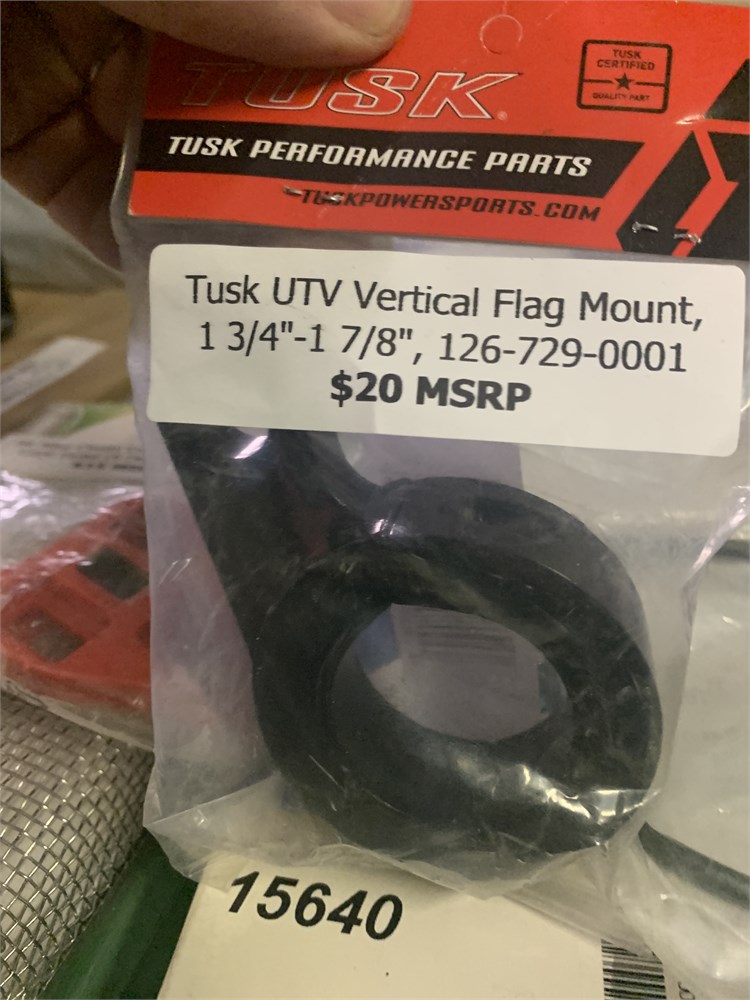 TUSK
TUSK
CERTIFIED
QUALITY PART
TUSK PERFORMANCE PARTS
TUSKPOWERSPORTS.COM
Tusk UTV Vertical Flag Mount,
1 3/4"-1 7/8", 126-729-0001
$20 MSRP
15640